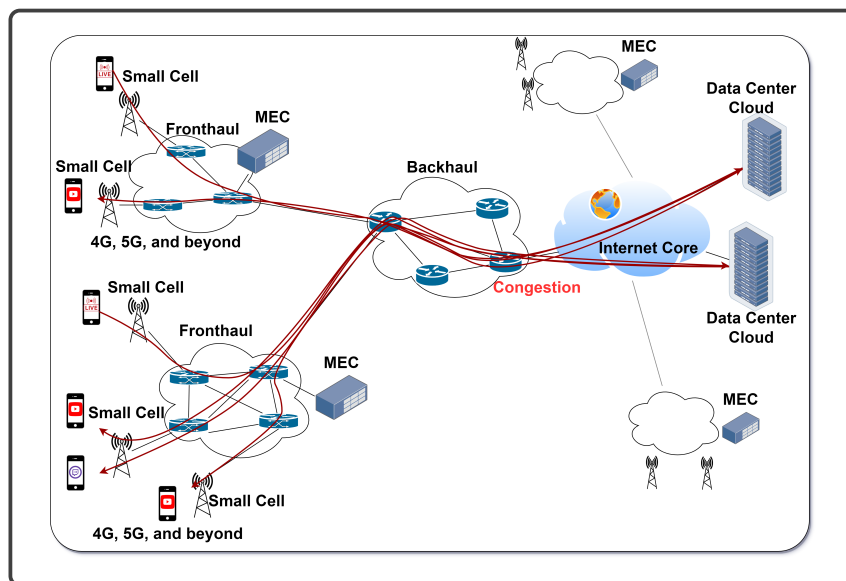 MEC
Data Center
Cloud
LIVE
Small Cell
Fronthaul
MEC
Small Cell
Backhaul
4G, 5G, and beyond
Internet Core
Congestion
Data Center
Cloud
LIVE
Small Cell
Fronthaul
MEC
Small Cell
MEC
Small Cell
4G, 5G, and beyond